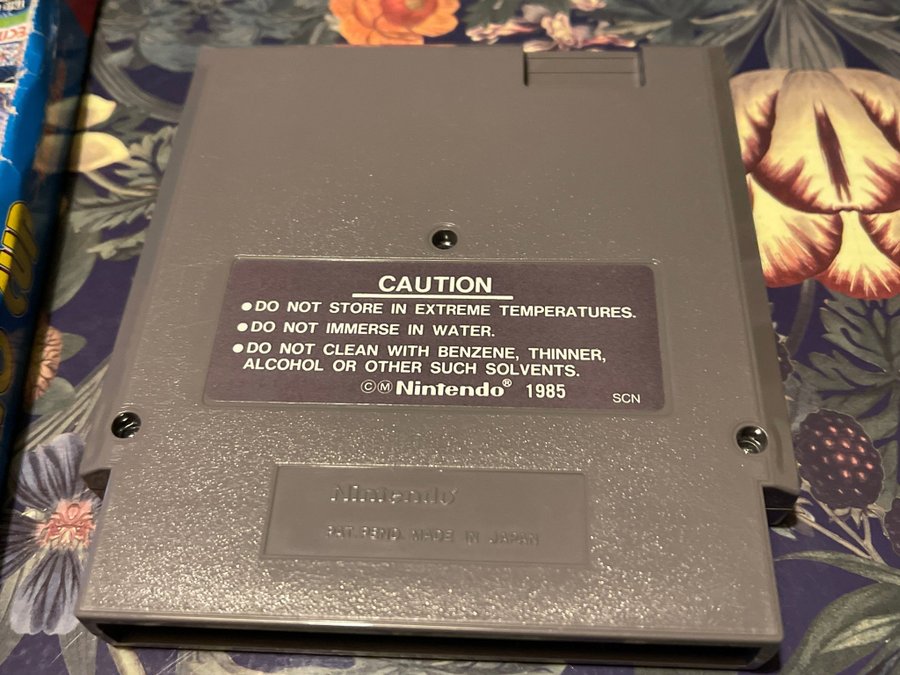 CAUTION
●DO NOT STORE IN EXTREME TEMPERATURES.
●DO NOT IMMERSE IN WATER.
●DO NOT CLEAN WITH BENZENE, THINNER,
ALCOHOL OR OTHER SUCH SOLVENTS.
©Ⓜ Nintendo® 1985
SCN
Nintendo®
PAT. PEND. MADE IN JAPAN
CUP